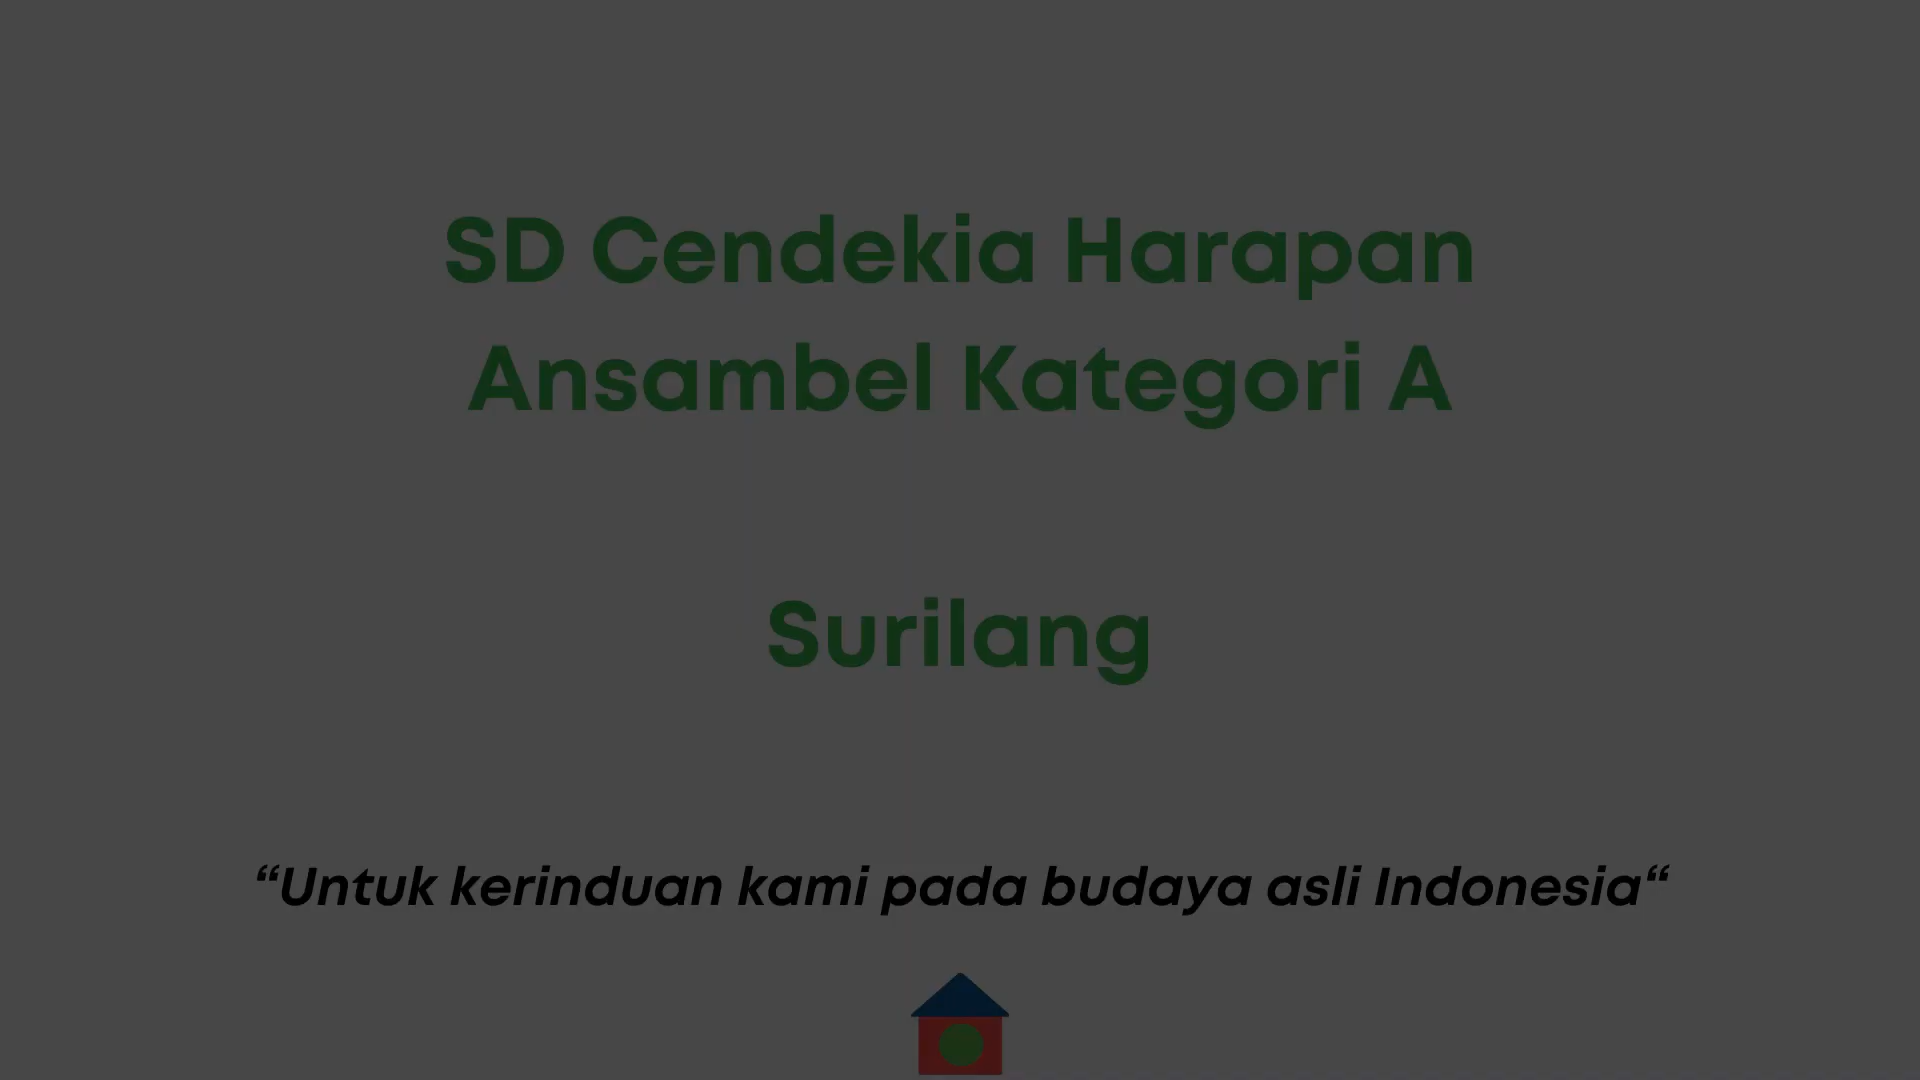 SD Cendekia Harapan
Ansambel Kategori A
Surilang
“Untuk kerinduan kami pada budaya asli Indonesia“